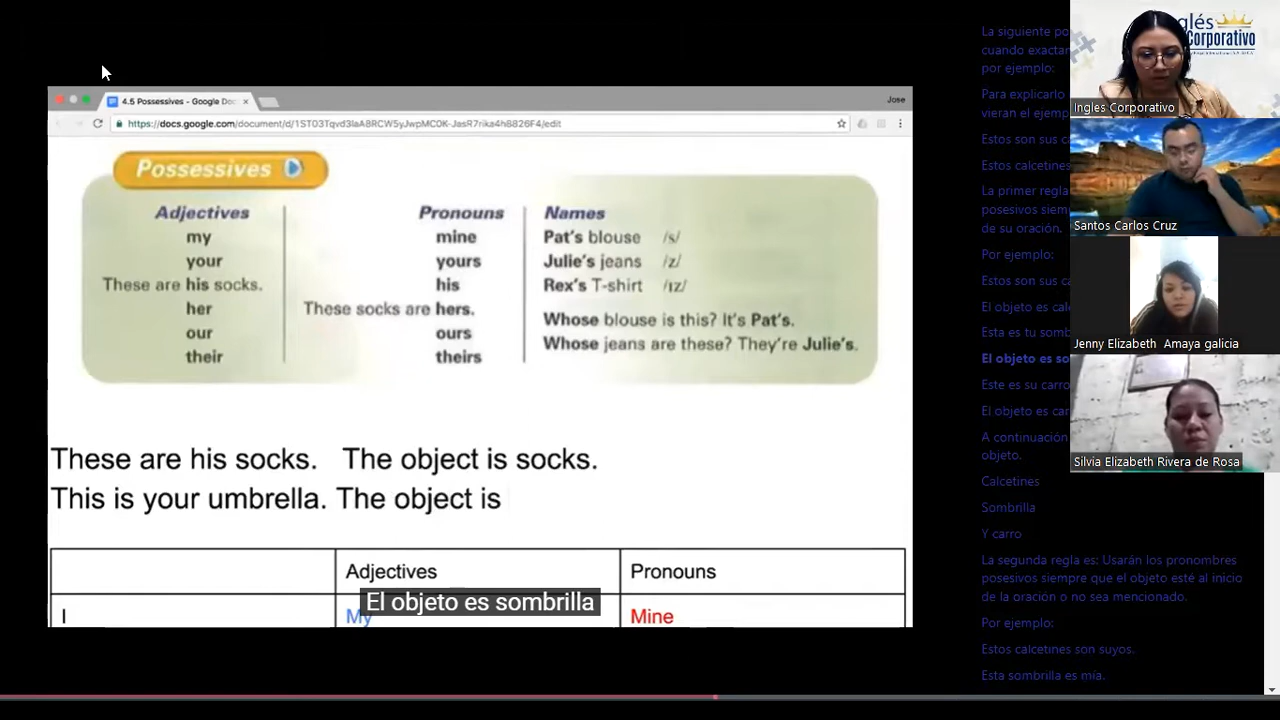 4.5 Possessives - Google Doc
Jose
https://docs.google.com/document/d/1ST03Tqvd3laA8RCW5yJwpMC0K-JasR7rika4hB826F4/edit
Possessives
Adjectives
my
your
These are his socks.
her
our
their
Pronouns
mine
yours
his
These socks are hers.
ours
theirs
Names
Pat's blouse /s/
Julie's jeans /z/
Rex's T-shirt /ɪz/
Whose blouse is this? It's Pat's.
Whose jeans are these? They're Julie's.
These are his socks. The object is socks.
This is your umbrella. The object is
Adjectives
Pronouns
I
My
Mine
El objeto es sombrilla
La siguiente
cuando
por ejemplo:
Para explicarlo
vieran el
Estos son sus
Estos calcetines
La primer regla
posesivos
de su oración.
Por ejemplo:
Estos son sus
El objeto es
Esta es tu
El objeto es
Este es su carro
El objeto es
A continuación
objeto.
Calcetines
Sombrilla
Y carro
La segunda regla es: Usarán los pronombres
posesivos siempre que el objeto esté al inicio
de la oración o no sea mencionado.
Por ejemplo:
Estos calcetines son suyos.
Esta sombrilla es mía.
Corporativo
Ingles Corporativo
Santos Carlos Cruz
Jenny Elizabeth Amaya galicia
Silvia Elizabeth Rivera de Rosa